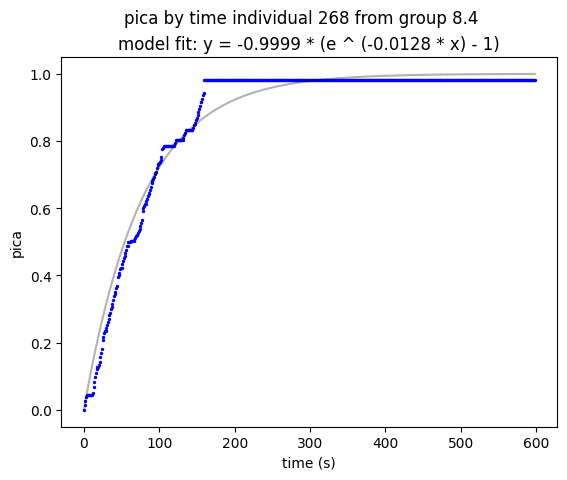 pica by time individual 268 from group 8.4
model fit: y = -0.9999 * (e ^ (-0.0128 * x) - 1)
1.0
0.8
0.6
0.4
0.2
0.0
pica
0 100 200 300 400 500 600
time (s)